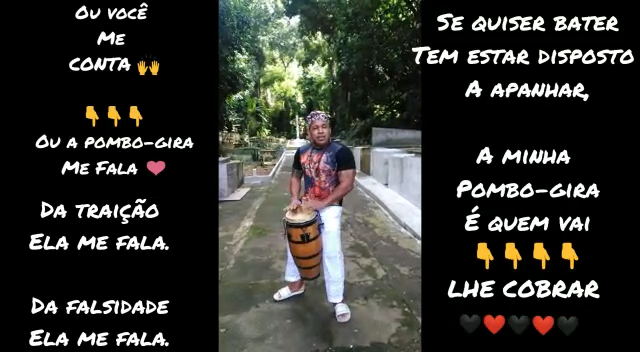 Ou você
Me
conta 🙌
👇👇👇
Ou a pombo-gira
Me Fala ❤️
Da traição
Ela me fala.
Da falsidade
Ela me fala.
Se quiser bater
Tem estar disposto
A apanhar,
A minha
Pombo-gira
É quem vai
👇👇👇👇
LHE COBRAR
🖤❤️🖤❤️🖤